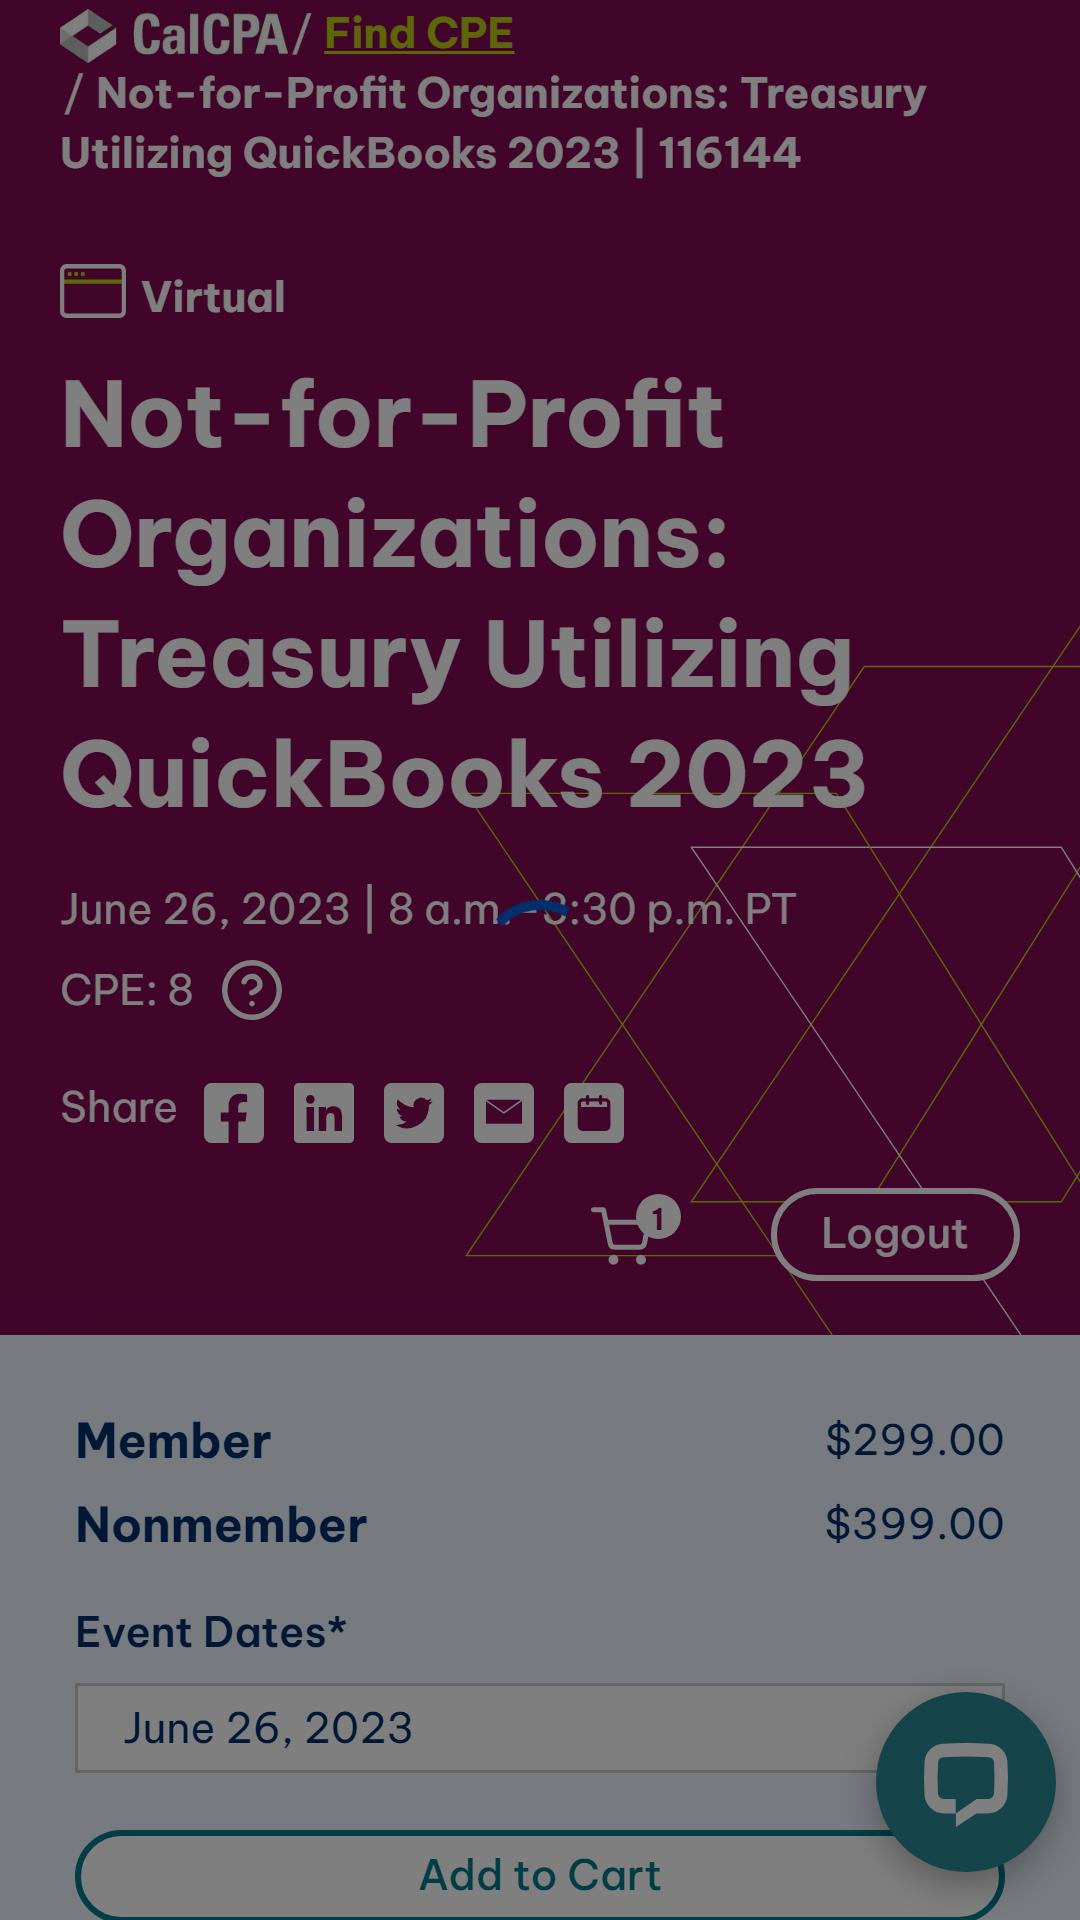 CalCPA / Find CPE
/ Not-for-Profit Organizations: Treasury
Utilizing QuickBooks 2023 | 116144
Virtual
Not-for-Profit
Organizations:
Treasury Utilizing
QuickBooks 2023
June 26, 2023 | 8 a.m. -3:30 p.m. PT
CPE: 8 ?
Share
1
Logout
Member $299.00
Nonmember $399.00
Event Dates*
June 26, 2023
Add to Cart